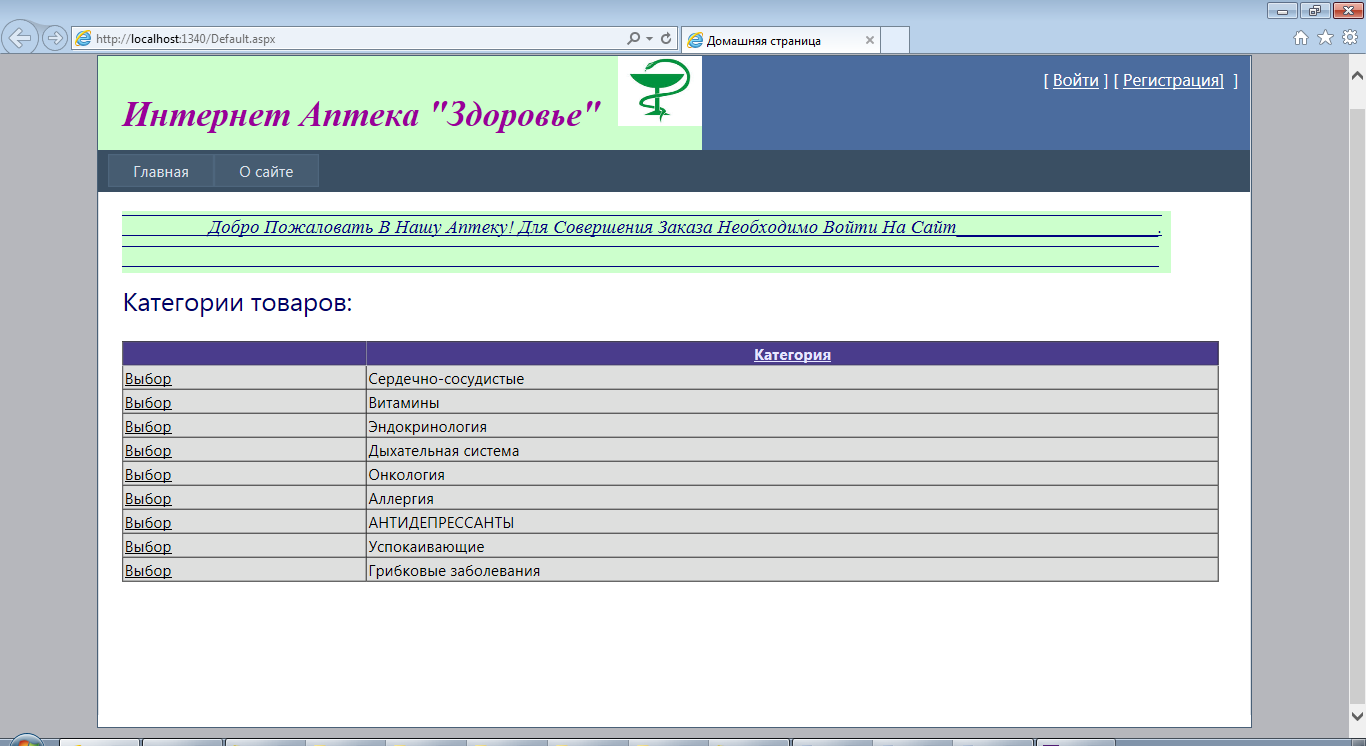 http://localhost:1340/Default.aspx
Домашняя страница
[ Войти ] [ Регистрация] ]
Интернет Аптека "Здоровье"
Главная О сайте
Добро Пожаловать В Нашу Аптеку! Для Совершения Заказа Необходимо Войти На Сайт____________________.
Категории товаров:
Категория
Выбор Сердечно-сосудистые
Выбор Витамины
Выбор Эндокринология
Выбор Дыхательная система
Выбор Онкология
Выбор Аллергия
Выбор АНТИДЕПРЕССАНТЫ
Выбор Успокаивающие
Выбор Грибковые заболевания